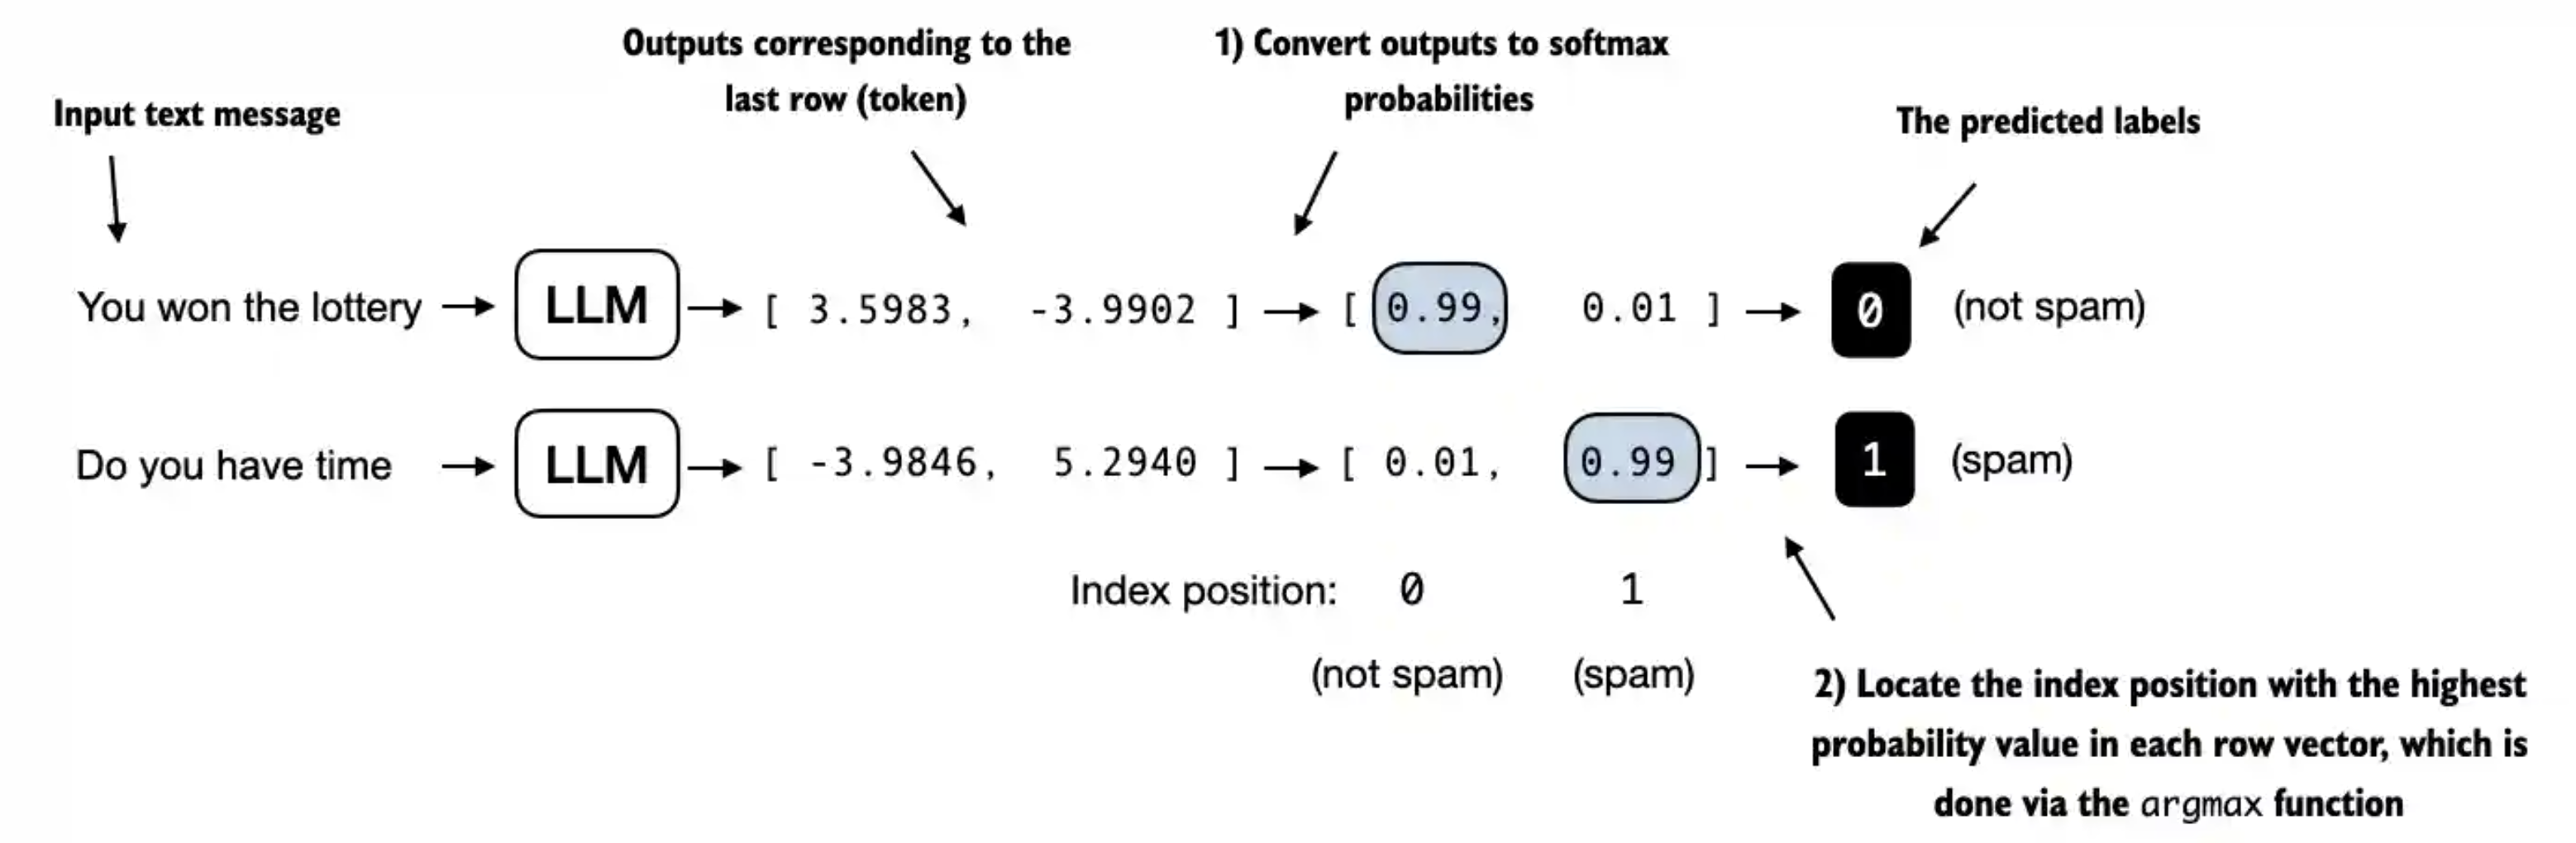 Input text message
Outputs corresponding to the
last row (token)
1) Convert outputs to softmax
probabilities
The predicted labels
You won the lottery LLM [ 3.5983, -3.9902 ] [ 0.99, 0.01 ] 0 (not spam)
Do you have time LLM [ -3.9846, 5.2940 ] [ 0.01, 0.99 ] 1 (spam)
Index position: 0 1
(not spam) (spam)
2) Locate the index position with the highest
probability value in each row vector, which is
done via the argmax function